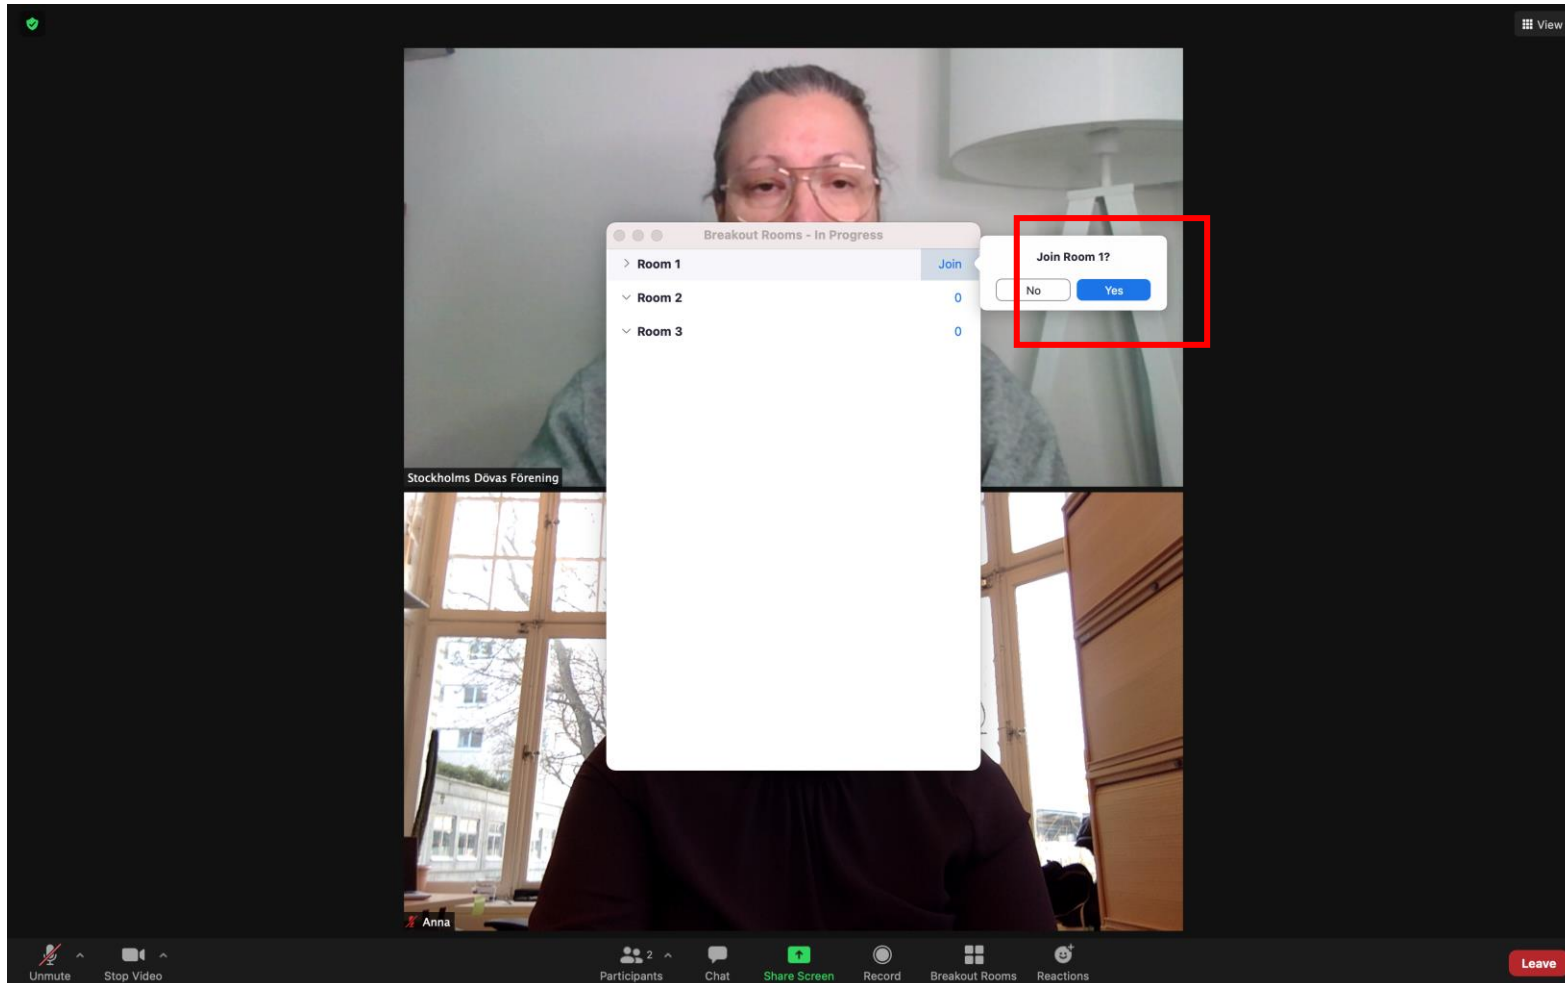 View
Breakout Rooms - In Progress
Room 1
Join
Join Room 1?
No
Yes
Room 2
0
Room 3
0
Stockholms Dövas Förening
Anna
2
Unmute
Stop Video
Participants
Chat
Share Screen
Record
Breakout Rooms
Reactions
Leave